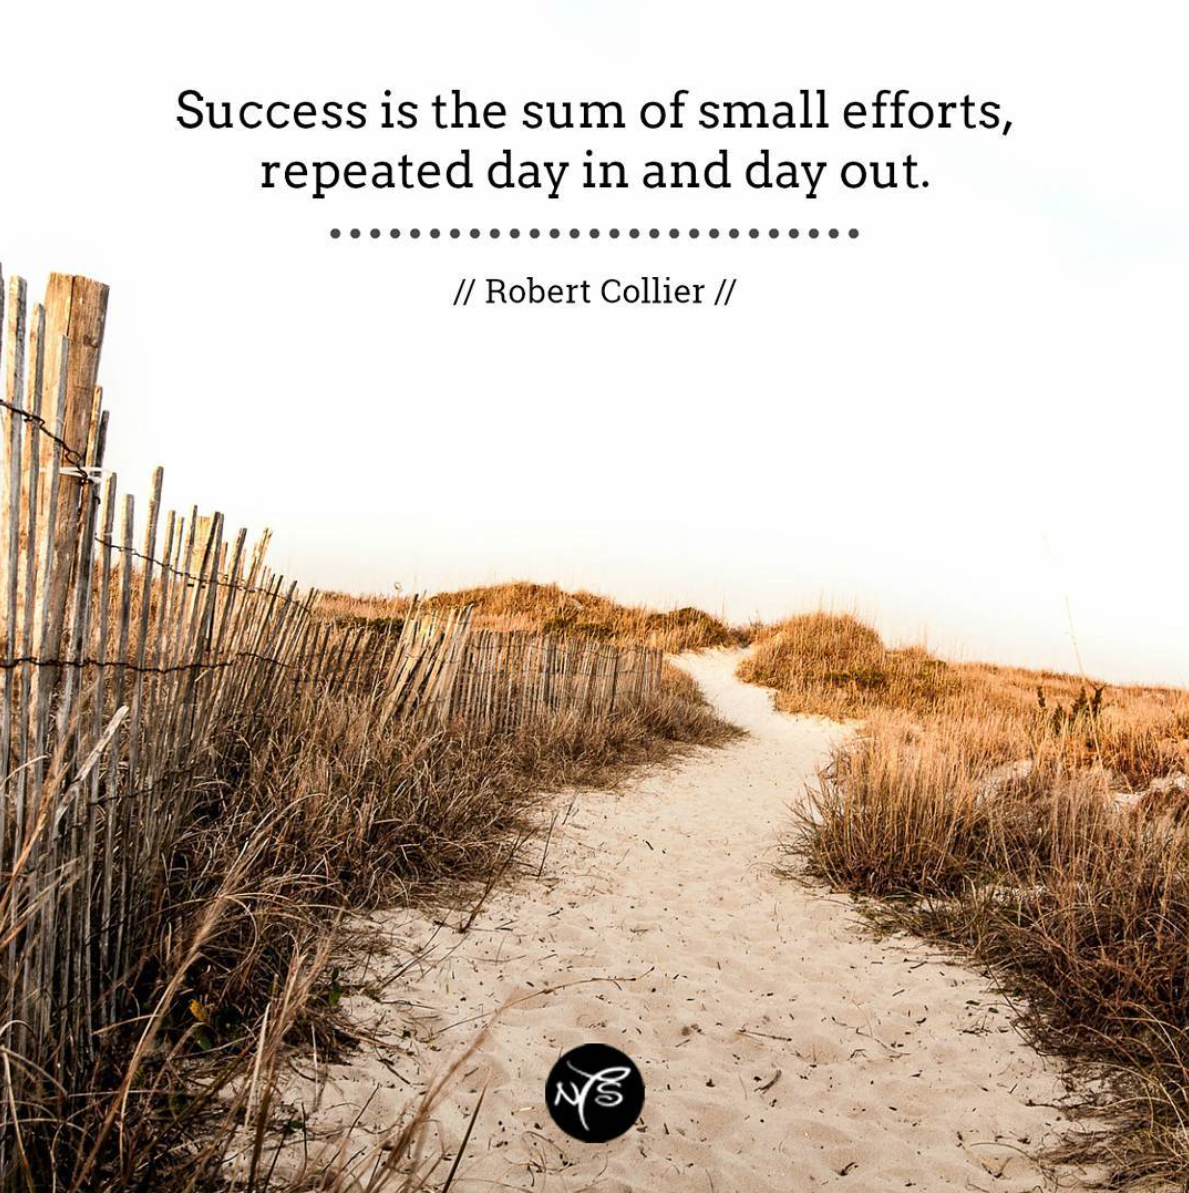 Success is the sum of small efforts,
repeated day in and day out.
// Robert Collier //